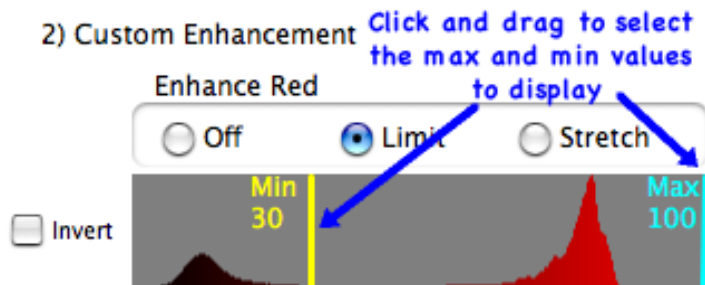 2) Custom Enhancement
Click and drag to select
the max and min values
to display
Enhance Red
Off
Limit
Stretch
Min
30
Max
100
Invert